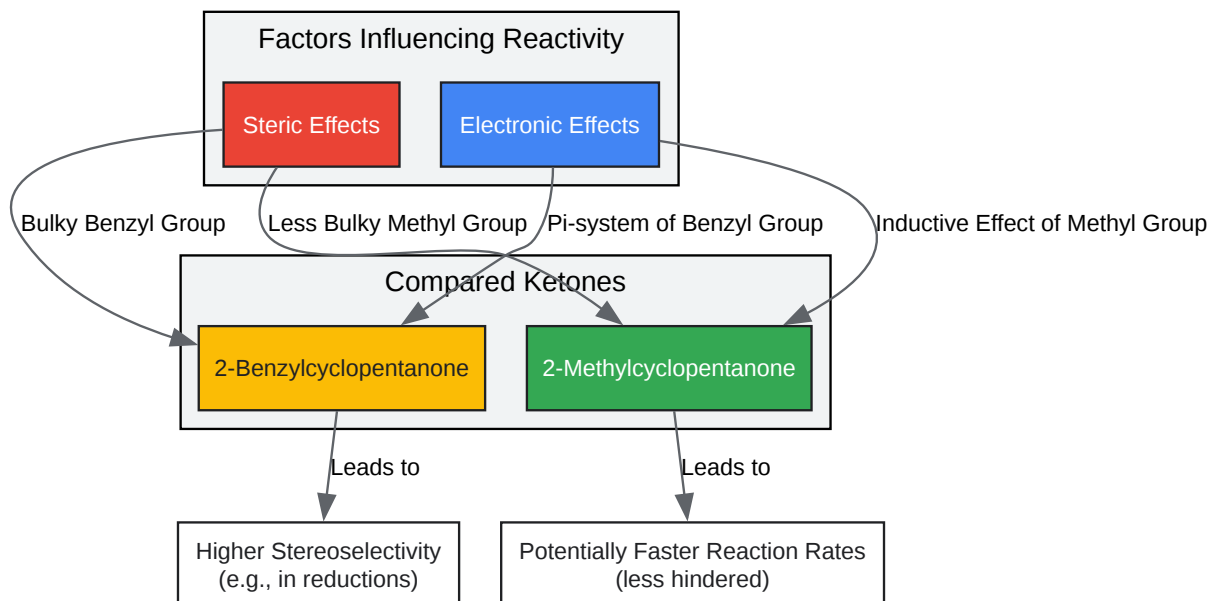 Factors Influencing Reactivity
Steric Effects
Electronic Effects
Bulky Benzyl Group
Less Bulky Methyl Group
Pi-system of Benzyl Group
Inductive Effect of Methyl Group
Compared Ketones
2-Benzylcyclopentanone
2-Methylcyclopentanone
Leads to
Leads to
Higher Stereoselectivity
(e.g., in reductions)
Potentially Faster Reaction Rates
(less hindered)